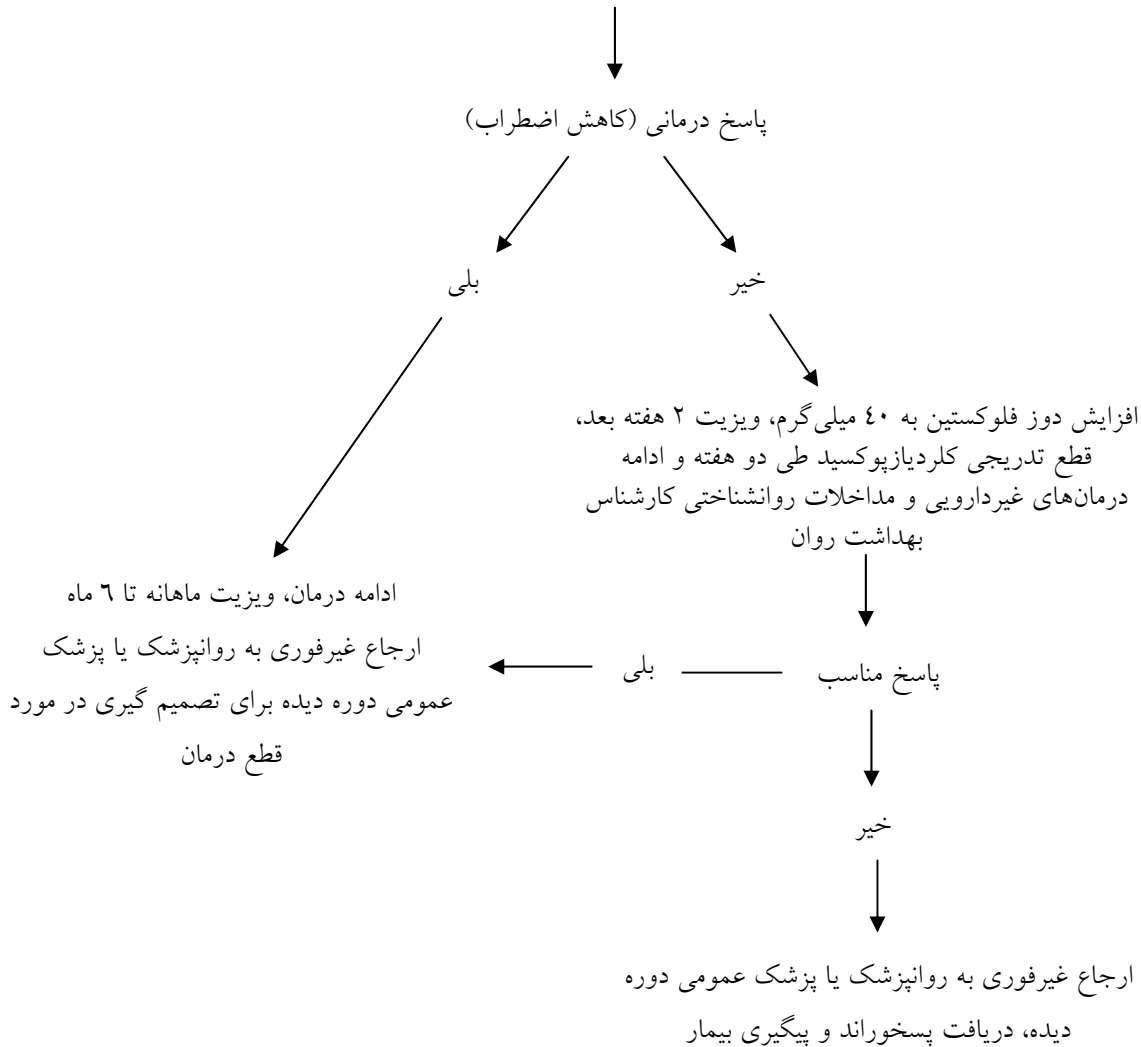 پاسخ درمانی (کاهش اضطراب)
خیر
بلی
افزایش دوز فلوکستین به ٤٠ میلی‌گرم، ویزیت ٢ هفته بعد،
قطع تدریجی کلردیازپوکسید طی دو هفته و ادامه
درمان‌های غیردارویی و مداخلات روانشناختی کارشناس
بهداشت روان
ادامه درمان، ویزیت ماهانه تا ٦ ماه
ارجاع غیرفوری به روانپزشک یا پزشک
عمومی دوره دیده برای تصمیم گیری در مورد
قطع درمان
پاسخ مناسب
بلی
خیر
ارجاع غیرفوری به روانپزشک یا پزشک عمومی دوره
دیده، دریافت پسخوراند و پیگیری بیمار